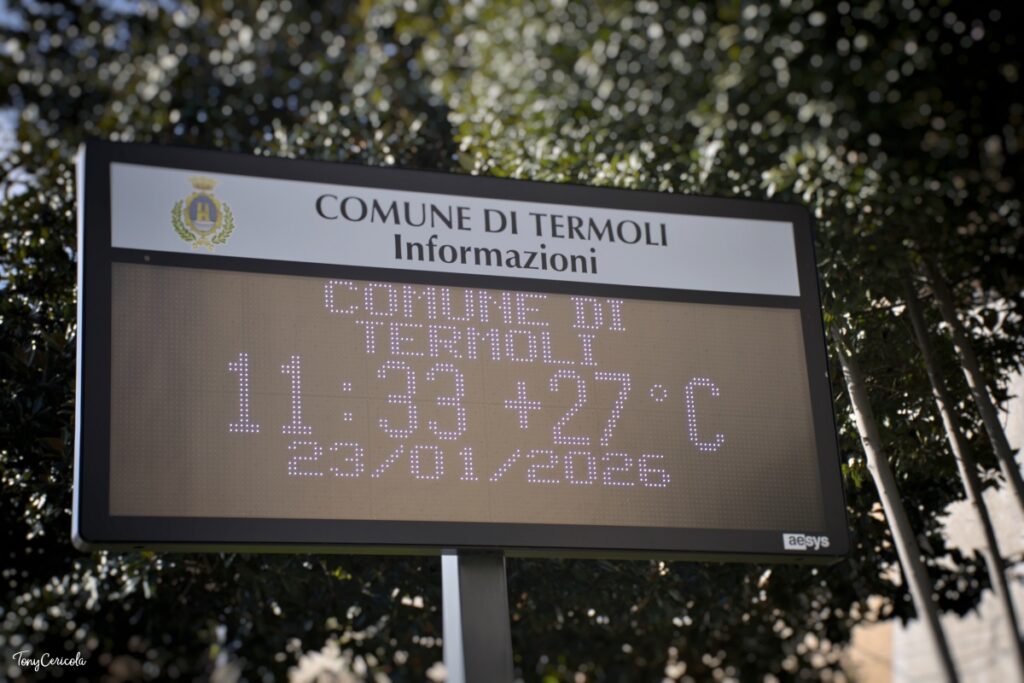 COMUNE DI TERMOLI
Informazioni
COMUNE DI
TERMOLI
11:33 +27°C
23/01/2026
aesys
TonyCericola